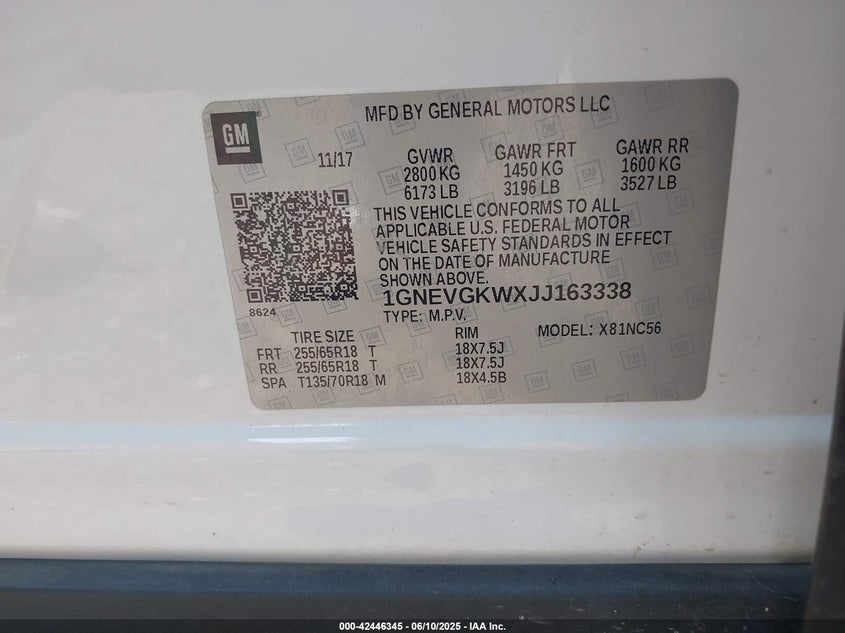 MFD BY GENERAL MOTORS LLC
GM
11/17
GVWR GAWR FRT GAWR RR
2800 KG 1450 KG 1600 KG
6173 LB 3196 LB 3527 LB
THIS VEHICLE CONFORMS TO ALL
APPLICABLE U.S. FEDERAL MOTOR
VEHICLE SAFETY STANDARDS IN EFFECT
ON THE DATE OF MANUFACTURE
SHOWN ABOVE.
1GNEVGKWXJJ163338
8624
TYPE: M.P.V. MODEL: X81NC56
TIRE SIZE RIM
FRT 255/65R18 T 18X7.5J
RR 255/65R18 T 18X7.5J
SPA T135/70R18 M 18X4.5B
000-42446345 / 06/10/2025 - IAA Inc.